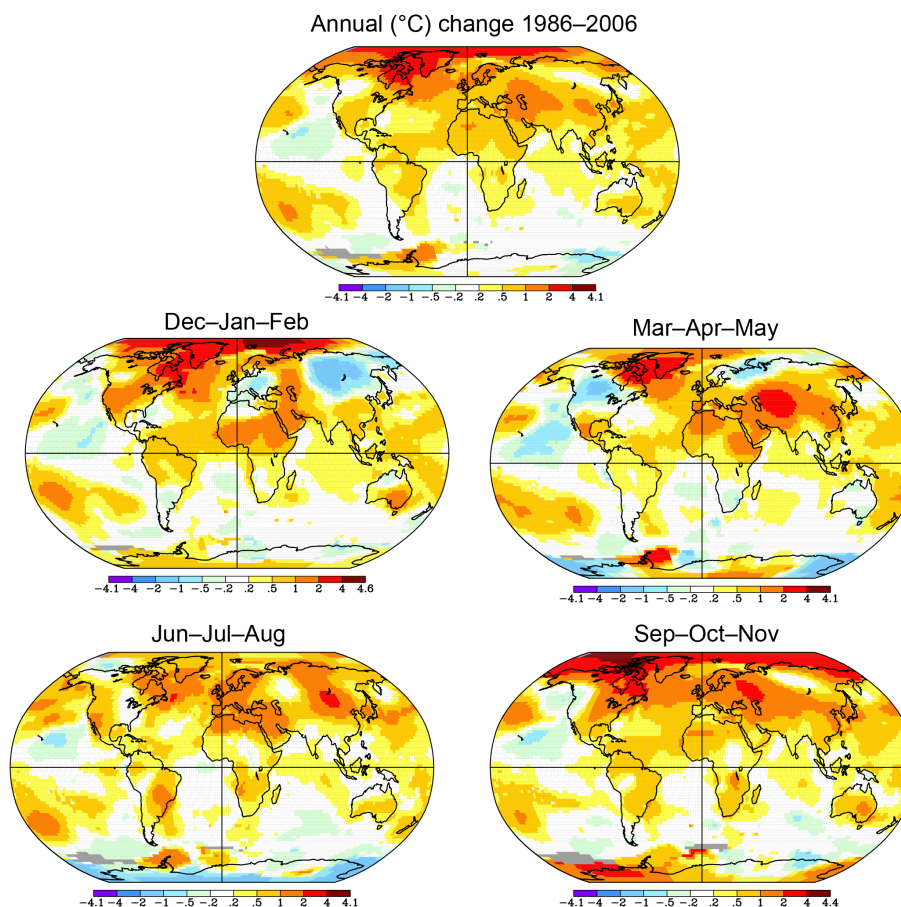 Annual (°C) change 1986–2006
−4.1 −4 −2 −1 −.5 −.2 .2 .5 1 2 4 4.1
Dec–Jan–Feb
Mar–Apr–May
−4.1 −4 −2 −1 −.5 −.2 .2 .5 1 2 4 4.6
−4.1 −4 −2 −1 −.5 −.2 .2 .5 1 2 4 4.1
Jun–Jul–Aug
Sep–Oct–Nov
−4.1 −4 −2 −1 −.5 −.2 .2 .5 1 2 4 4.1
−4.1 −4 −2 −1 −.5 −.2 .2 .5 1 2 4 4.4